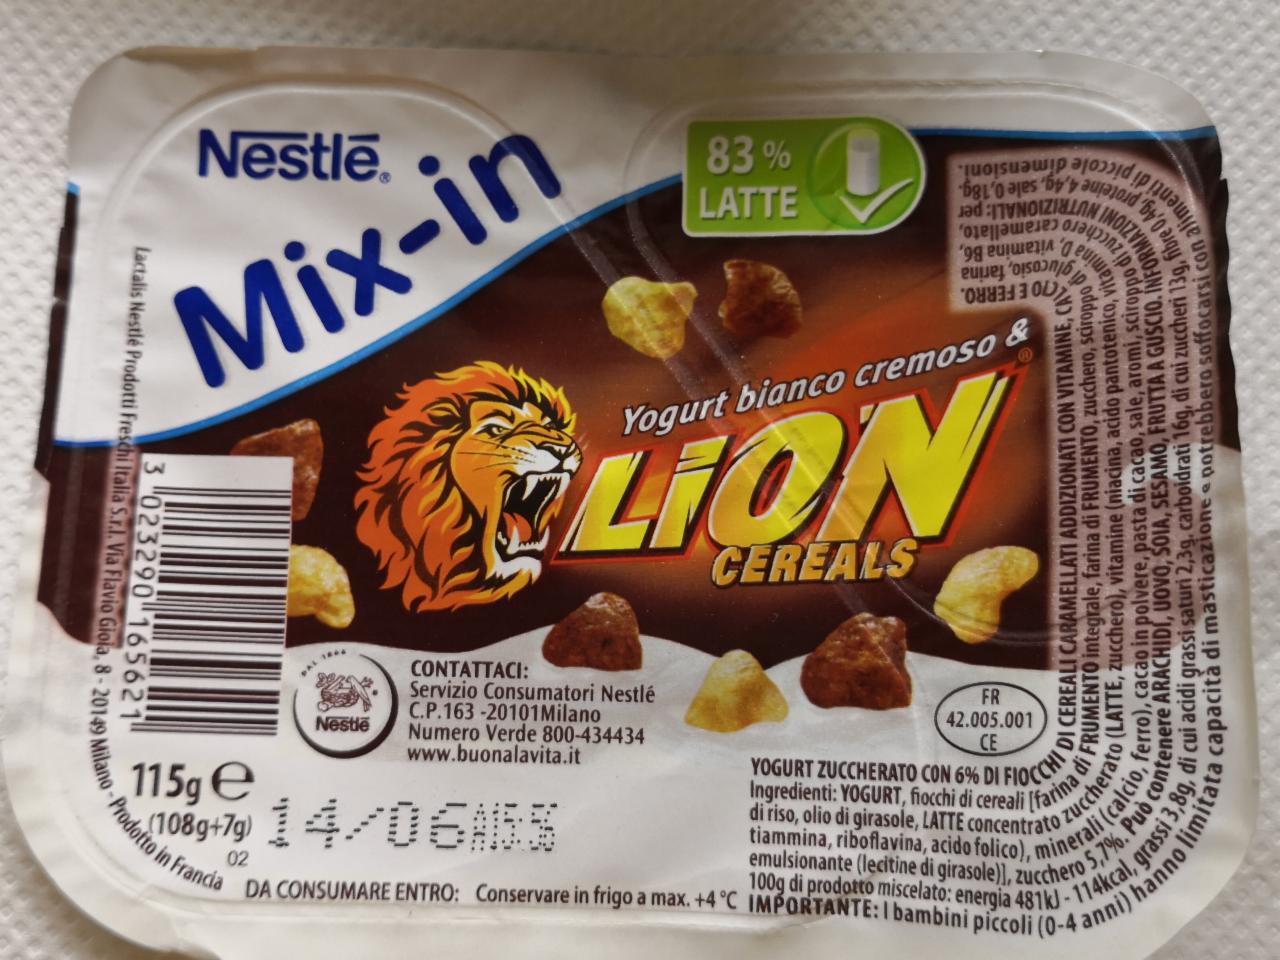 Nestlé®
Mix-in
83 %
LATTE
Yogurt bianco cremoso &
LION®
CEREALS
Lactalis Nestlé Prodotti Freschi Italia S.r.l. Via Flavio Gioia, 8 - 20149 Milano - Prodotto in Francia
3 023290 165621
DAL 1866
Nestlé
CONTATTACI:
Servizio Consumatori Nestlé
C.P.163 -20101Milano
Numero Verde 800-434434
www.buonalavita.it
FR
42.005.001
CE
115g e
(108g+7g)
02
14/06 A15:56
DA CONSUMARE ENTRO: Conservare in frigo a max. +4 °C
YOGURT ZUCCHERATO CON 6% DI FIOCCHI DI CEREALI CARAMELLATI ADDIZIONATI CON VITAMINE, CALCIO E FERRO.
Ingredienti: YOGURT, fiocchi di cereali [farina di FRUMENTO integrale, farina di FRUMENTO, zucchero, sciroppo di glucosio, farina
di riso, olio di girasole, LATTE concentrato zuccherato (LATTE, zucchero), vitamine (niacina, acido pantotenico, vitamina D, vitamina B6,
tiammina, riboflavina, acido folico), minerali (calcio, ferro), cacao in polvere, pasta di cacao, sale, aromi, sciroppo di zucchero caramellato,
emulsionante (lecitine di girasole)], zucchero 5,7%. Può contenere ARACHIDI, UOVO, SOIA, SESAMO, FRUTTA A GUSCIO. INFORMAZIONI NUTRIZIONALI: per
100g di prodotto miscelato: energia 481kJ - 114kcal, grassi 3,8g, di cui acidi grassi saturi 2,3g, carboidrati 16g, di cui zuccheri 13g, fibre 0,4g, proteine 4,4g, sale 0,18g.
IMPORTANTE: I bambini piccoli (0-4 anni) hanno limitata capacità di masticazione e potrebbero soffocarsi con alimenti di piccole dimensioni.